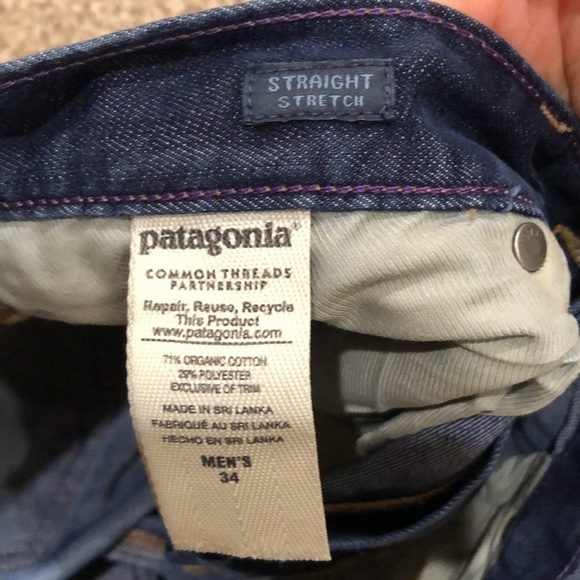 STRAIGHT
STRETCH
patagonia®
COMMON THREADS
PARTNERSHIP
Repair, Reuse, Recycle
This Product
www.patagonia.com
71% ORGANIC COTTON
29% POLYESTER
EXCLUSIVE OF TRIM
MADE IN SRI LANKA
FABRIQUÉ AU SRI LANKA
HECHO EN SRI LANKA
MEN'S
34